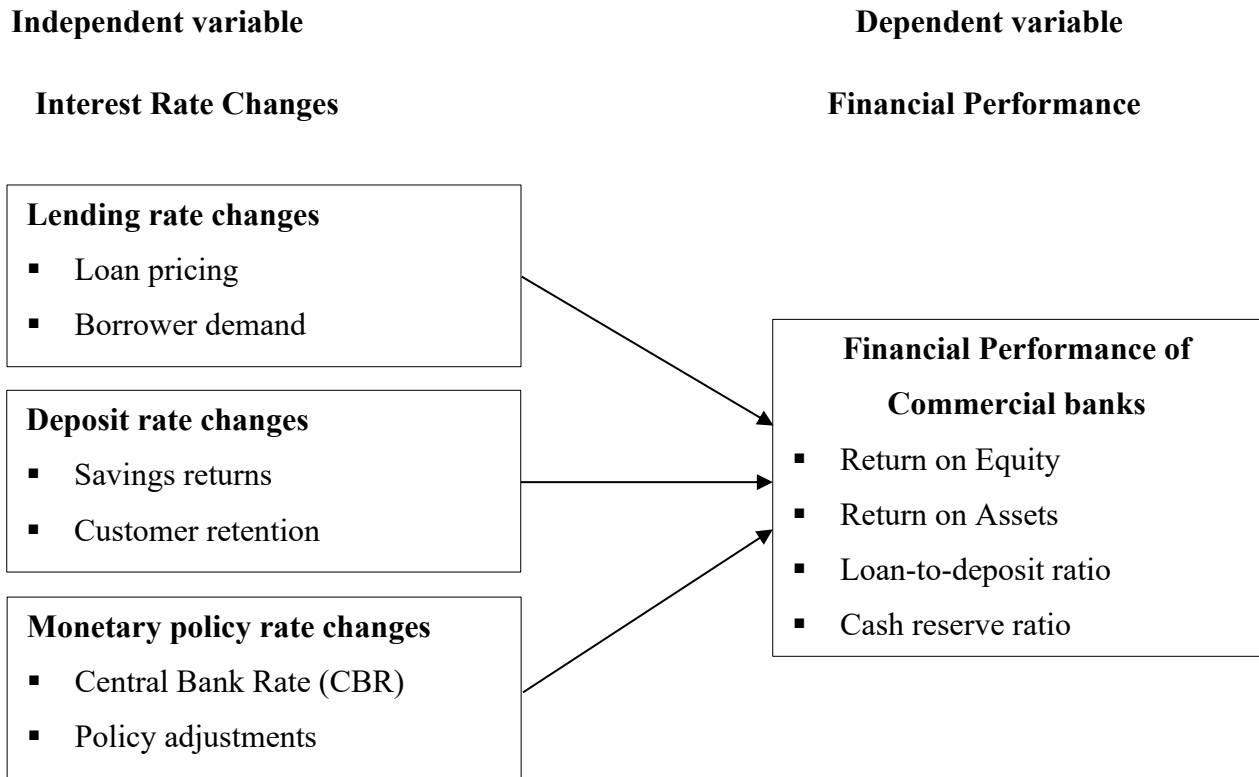 Independent variable
Dependent variable
Interest Rate Changes
Financial Performance
Lending rate changes
▪ Loan pricing
▪ Borrower demand
Deposit rate changes
▪ Savings returns
▪ Customer retention
Monetary policy rate changes
▪ Central Bank Rate (CBR)
▪ Policy adjustments
Financial Performance of
Commercial banks
▪ Return on Equity
▪ Return on Assets
▪ Loan-to-deposit ratio
▪ Cash reserve ratio